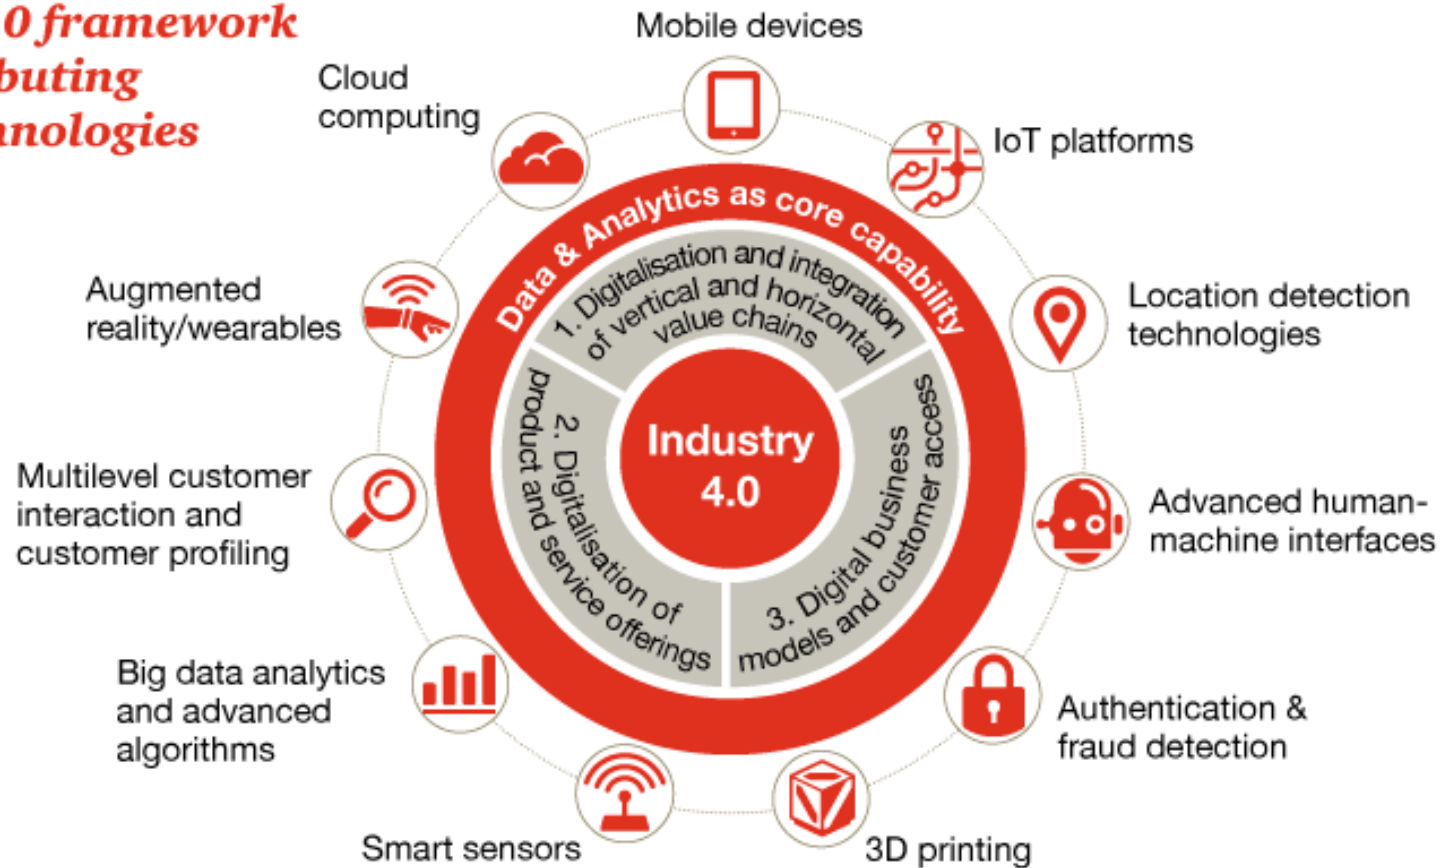 0 framework
buting
nnologies
Mobile devices
Cloud
computing
IoT platforms
Augmented
reality/wearables
Location detection
technologies
Multilevel customer
interaction and
customer profiling
Advanced human-
machine interfaces
Big data analytics
and advanced
algorithms
Authentication &
fraud detection
Smart sensors
3D printing
Data & Analytics as core capability
1. Digitalisation and integration
of vertical and horizontal
value chains
2. Digitalisation of
product and service offerings
3. Digital business
models and customer access
Industry
4.0